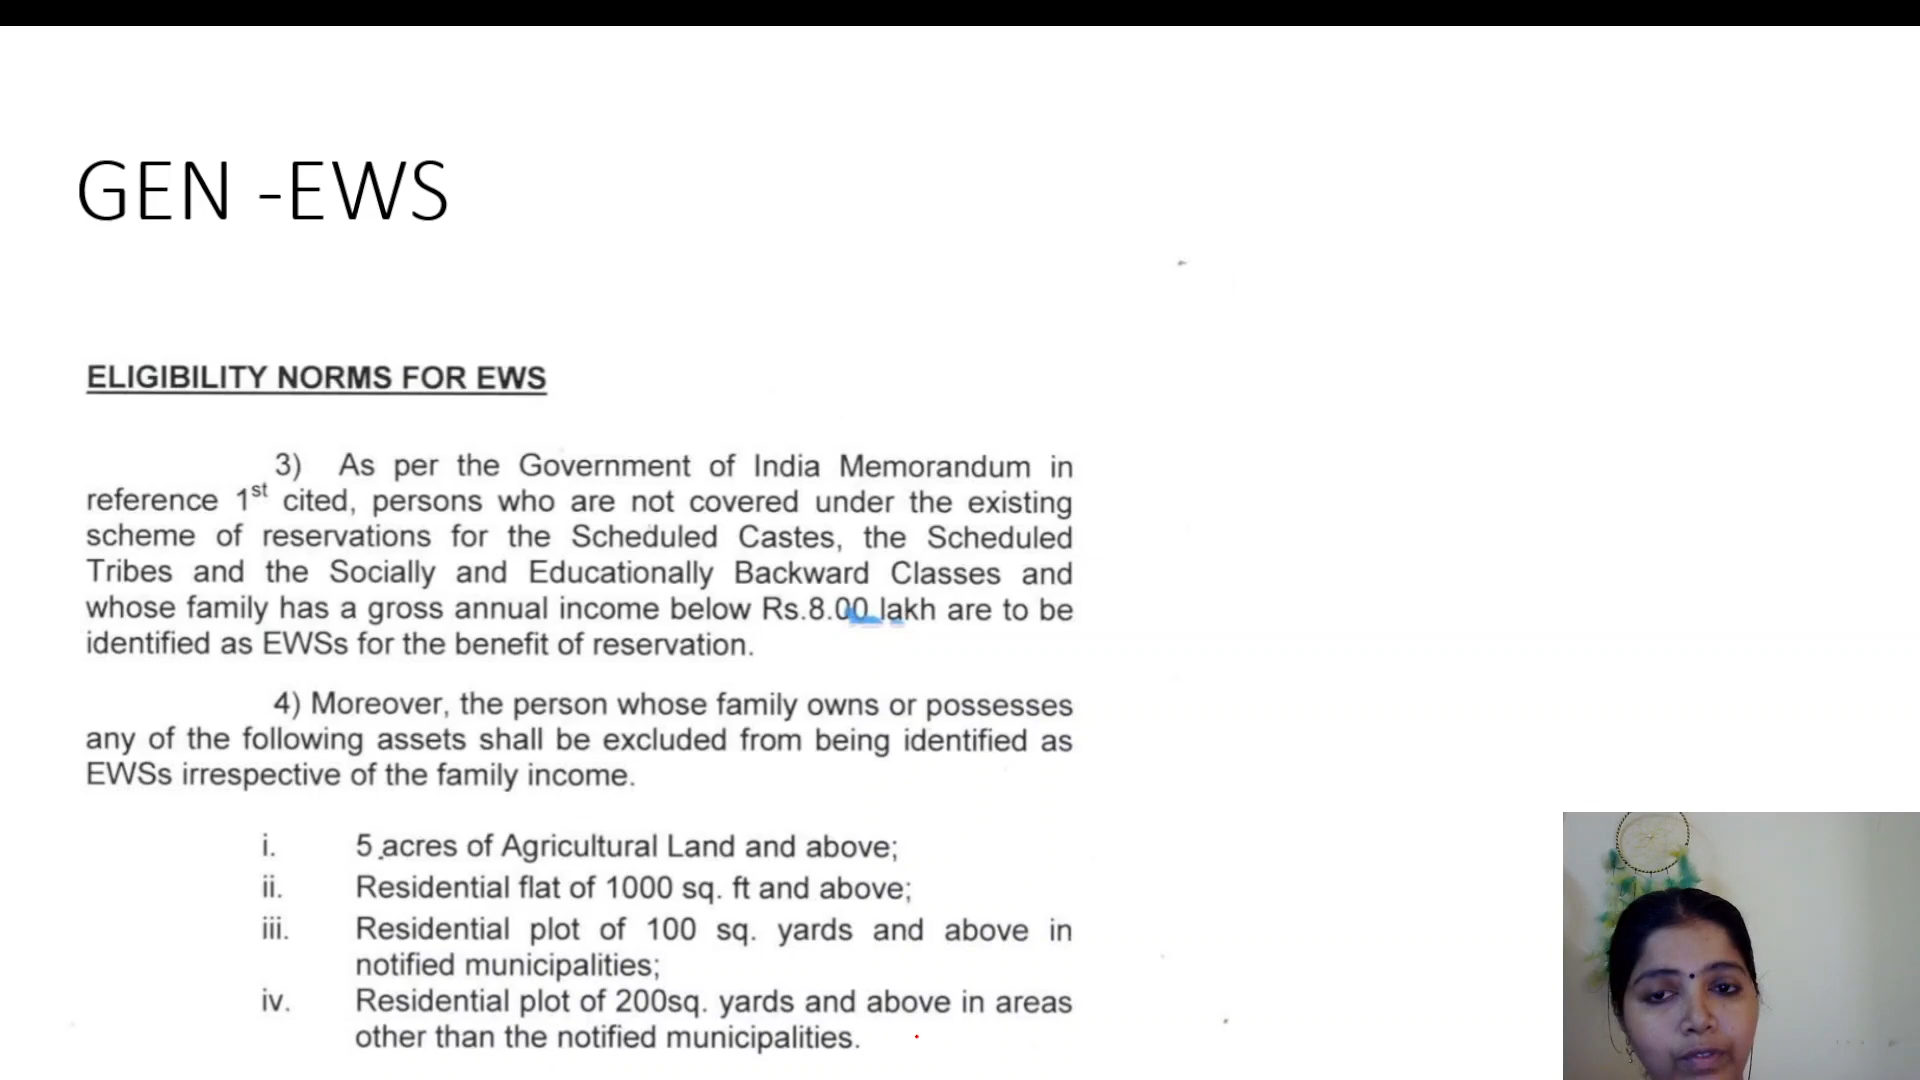 GEN -EWS
ELIGIBILITY NORMS FOR EWS
3) As per the Government of India Memorandum in
reference 1st cited, persons who are not covered under the existing
scheme of reservations for the Scheduled Castes, the Scheduled
Tribes and the Socially and Educationally Backward Classes and
whose family has a gross annual income below Rs.8.00 lakh are to be
identified as EWSs for the benefit of reservation.
4) Moreover, the person whose family owns or possesses
any of the following assets shall be excluded from being identified as
EWSs irrespective of the family income.
i. 5 acres of Agricultural Land and above;
ii. Residential flat of 1000 sq. ft and above;
iii. Residential plot of 100 sq. yards and above in
notified municipalities;
iv. Residential plot of 200sq. yards and above in areas
other than the notified municipalities.